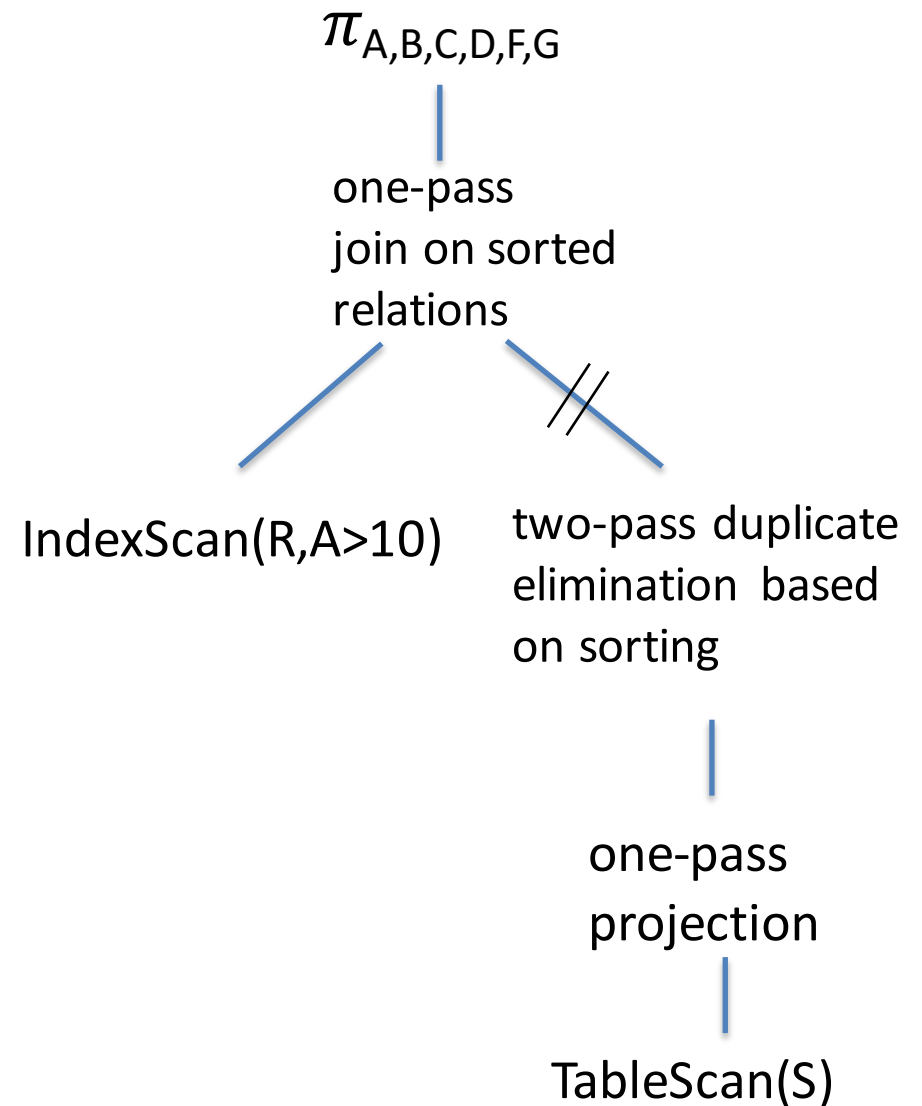 π A,B,C,D,F,G
one-pass
join on sorted
relations
IndexScan(R,A>10)
two-pass duplicate
elimination based
on sorting
one-pass
projection
TableScan(S)